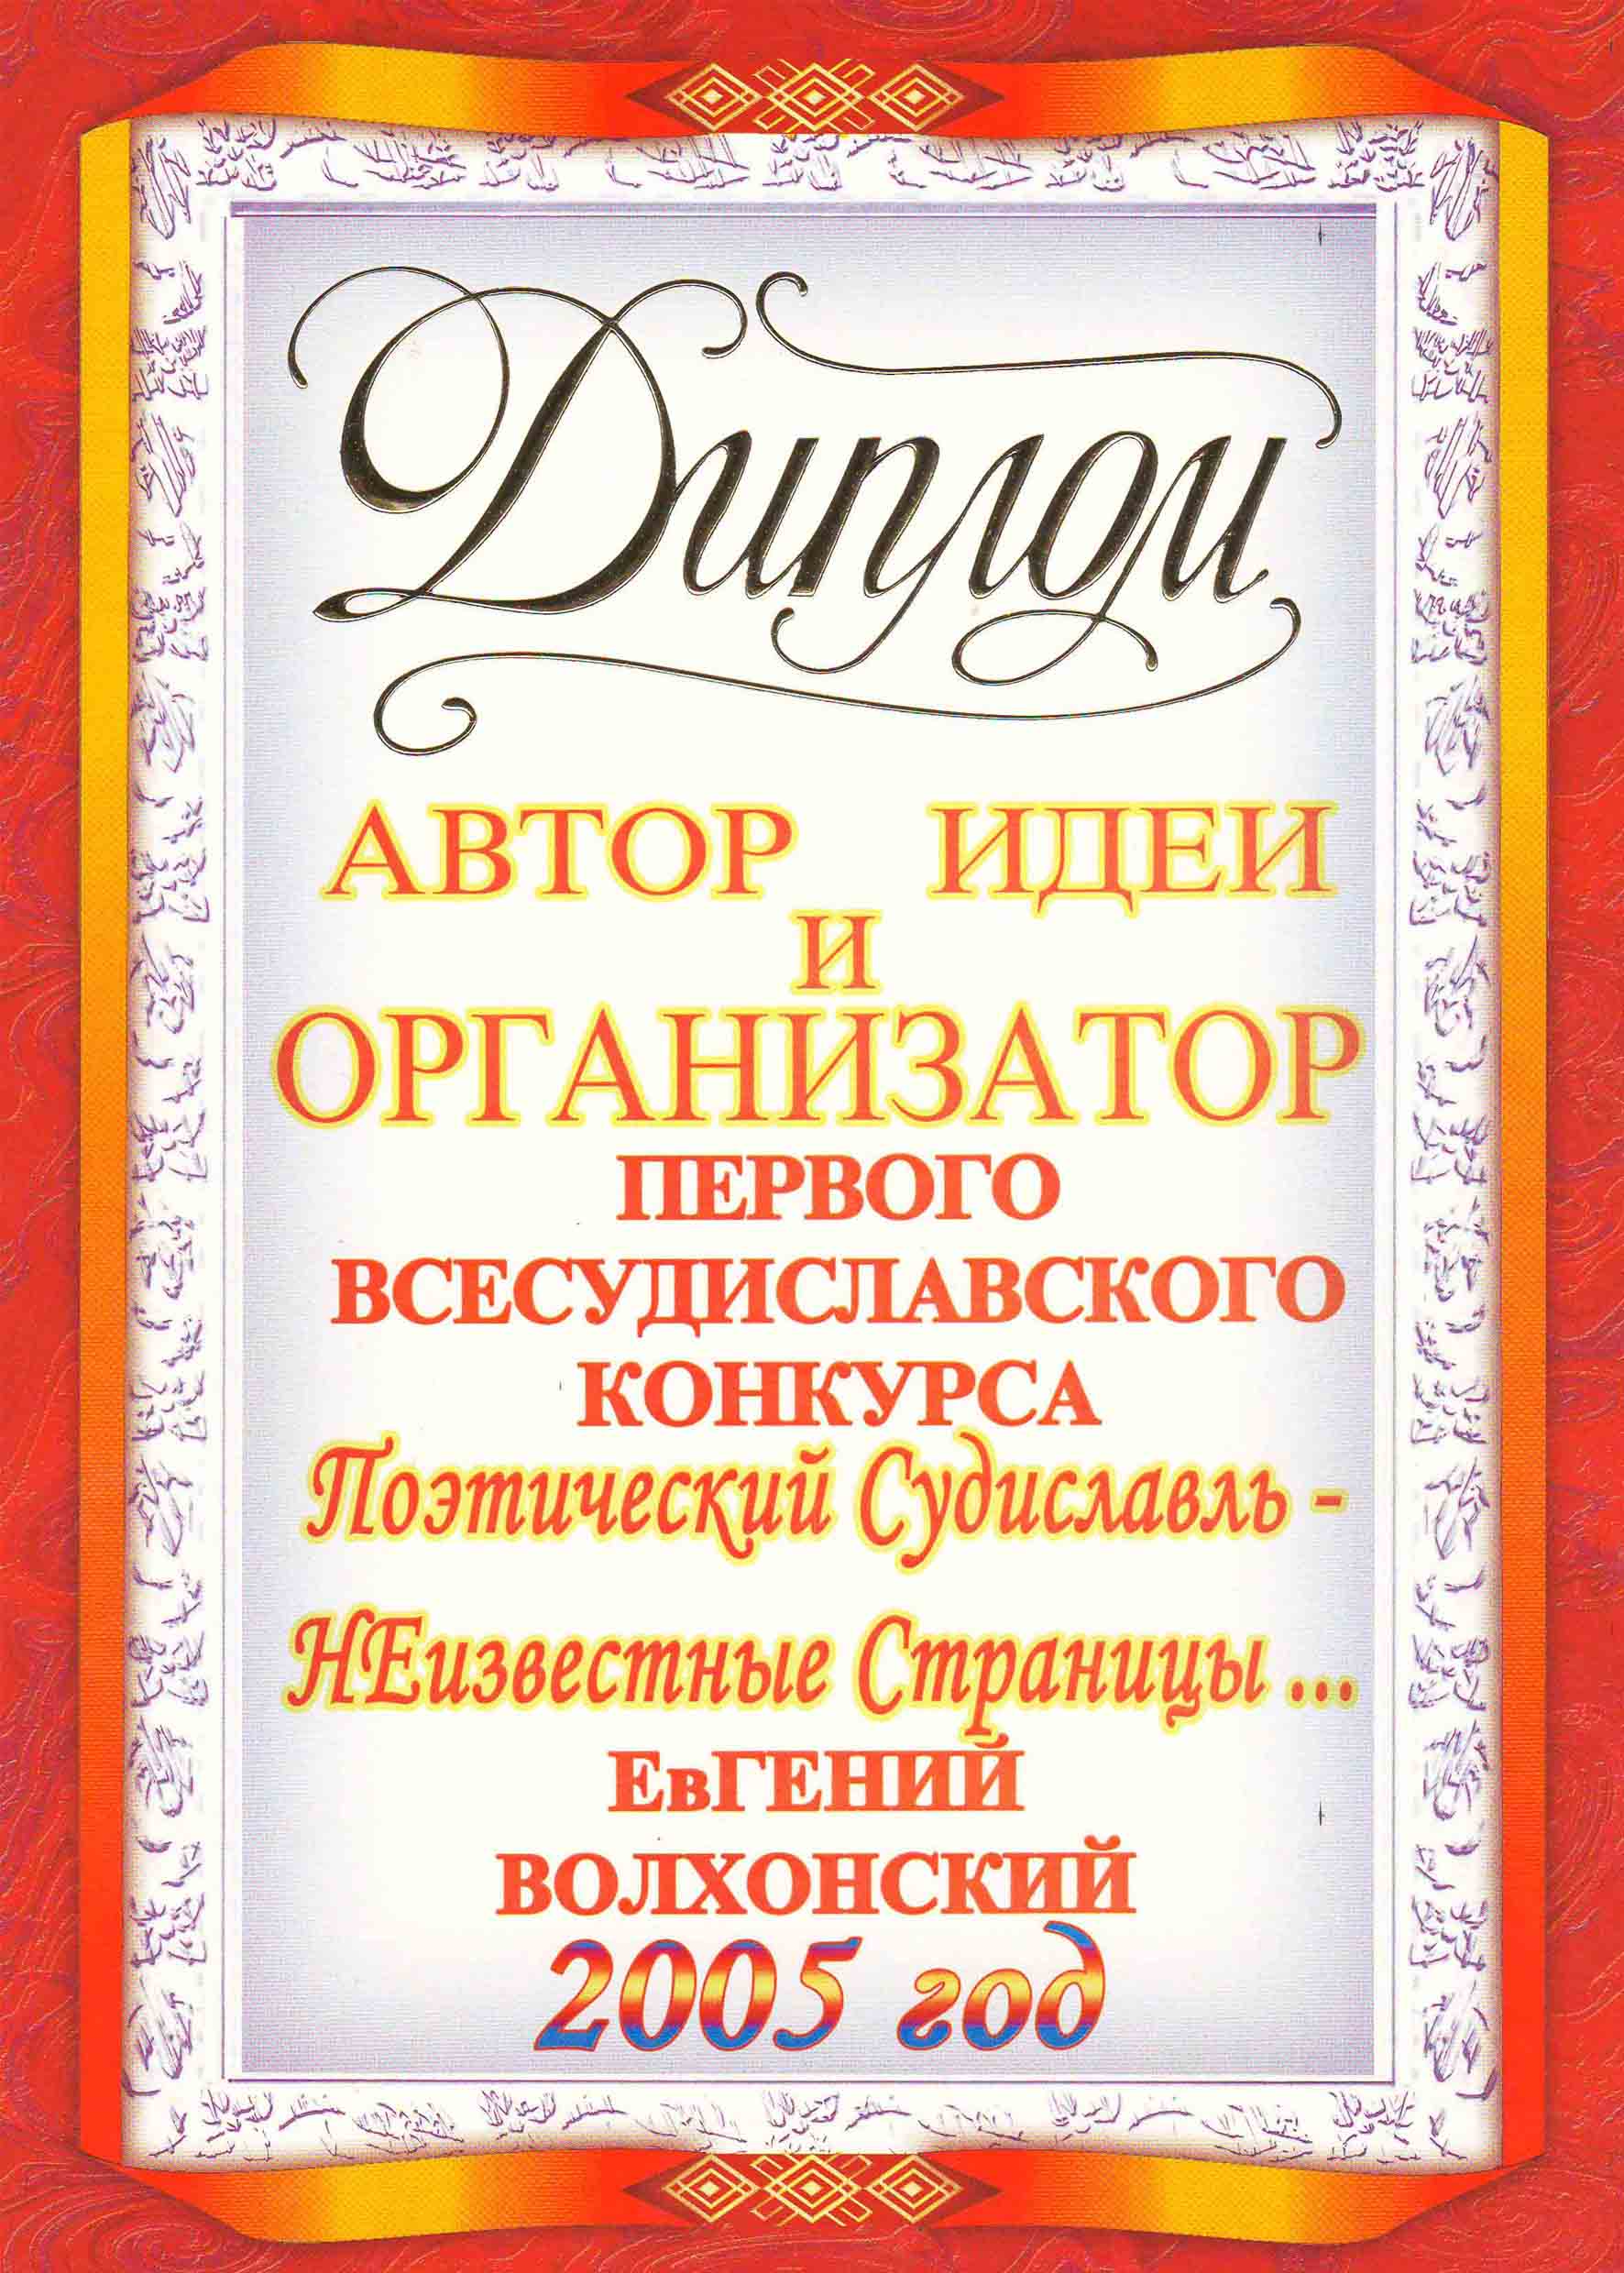 Диплом
АВТОР ИДЕИ
И
ОРГАНИЗАТОР
ПЕРВОГО
ВСЕСУДИСЛАВСКОГО
КОНКУРСА
Поэтический Судиславль -
НЕизвестные Страницы ...
ЕвГЕНИЙ
ВОЛХОНСКИЙ
2005 год